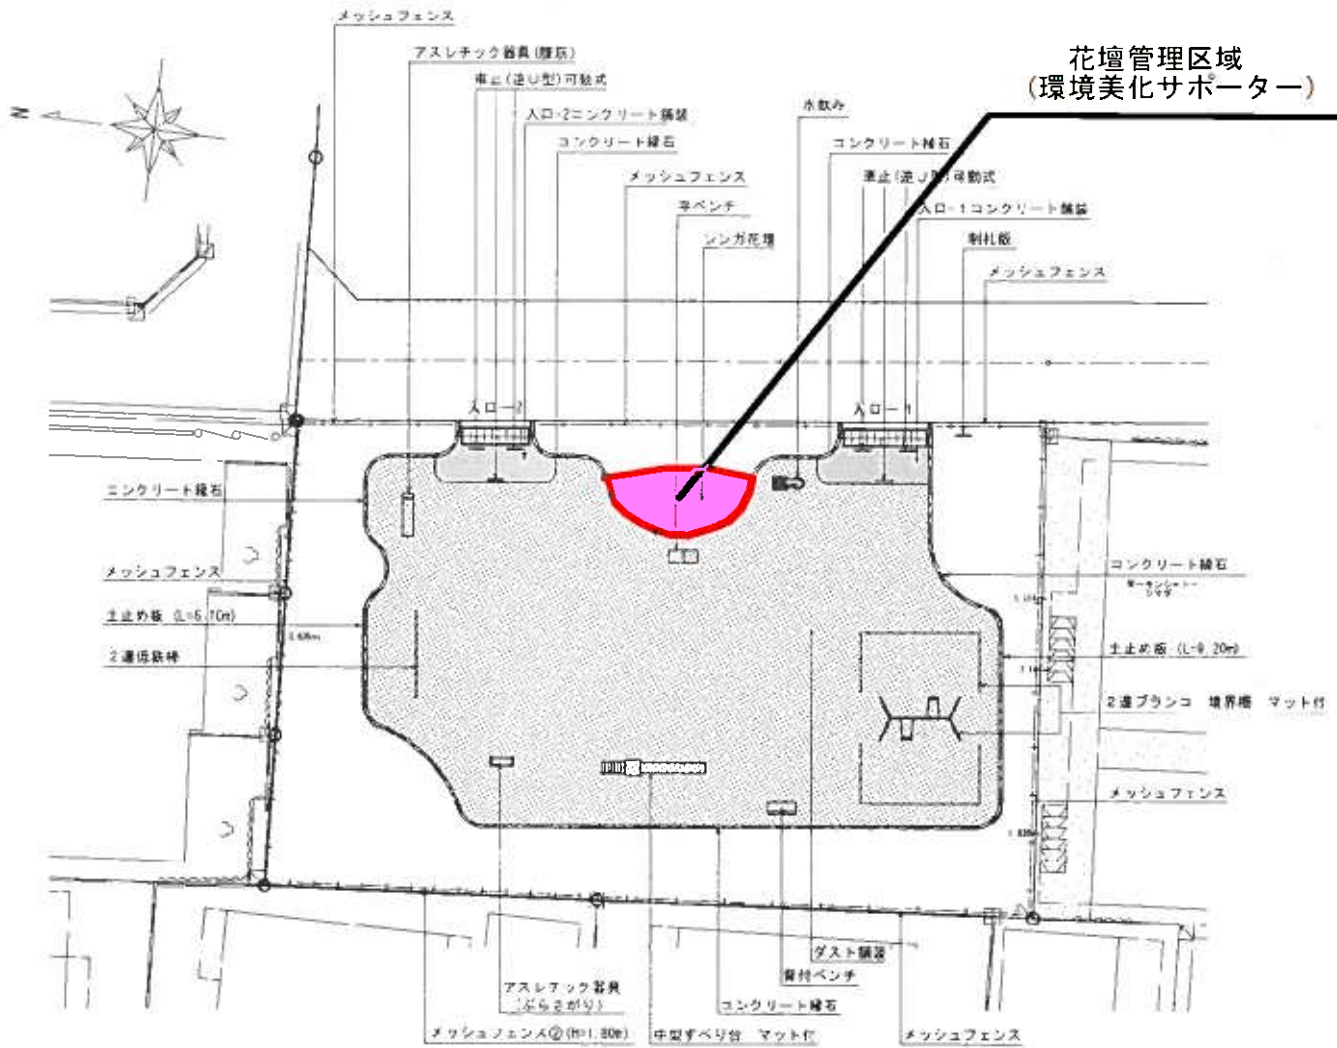 メッシュフェンス
花壇管理区域
(環境美化サポーター)
アスレチック器具(腹筋)
車止(逆U型)可動式
水飲み
入口-2コンクリート舗装
コンクリート縁石
コンクリート縁石
メッシュフェンス
車止(逆U型)可動式
平ベンチ
入口-1コンクリート舗装
レンガ花壇
制札板
メッシュフェンス
N
入口-2
入口-1
コンクリート縁石
メッシュフェンス
コンクリート縁石
土止め板 (L=6.70m)
2連低鉄棒
土止め板 (L=9.20m)
2連ブランコ 境界柵 マット付
メッシュフェンス
ダスト舗装
背付ベンチ
アスレチック器具
(ぶらさがり)
コンクリート縁石
メッシュフェンス②(H=1.80m)
中型すべり台 マット付
メッシュフェンス